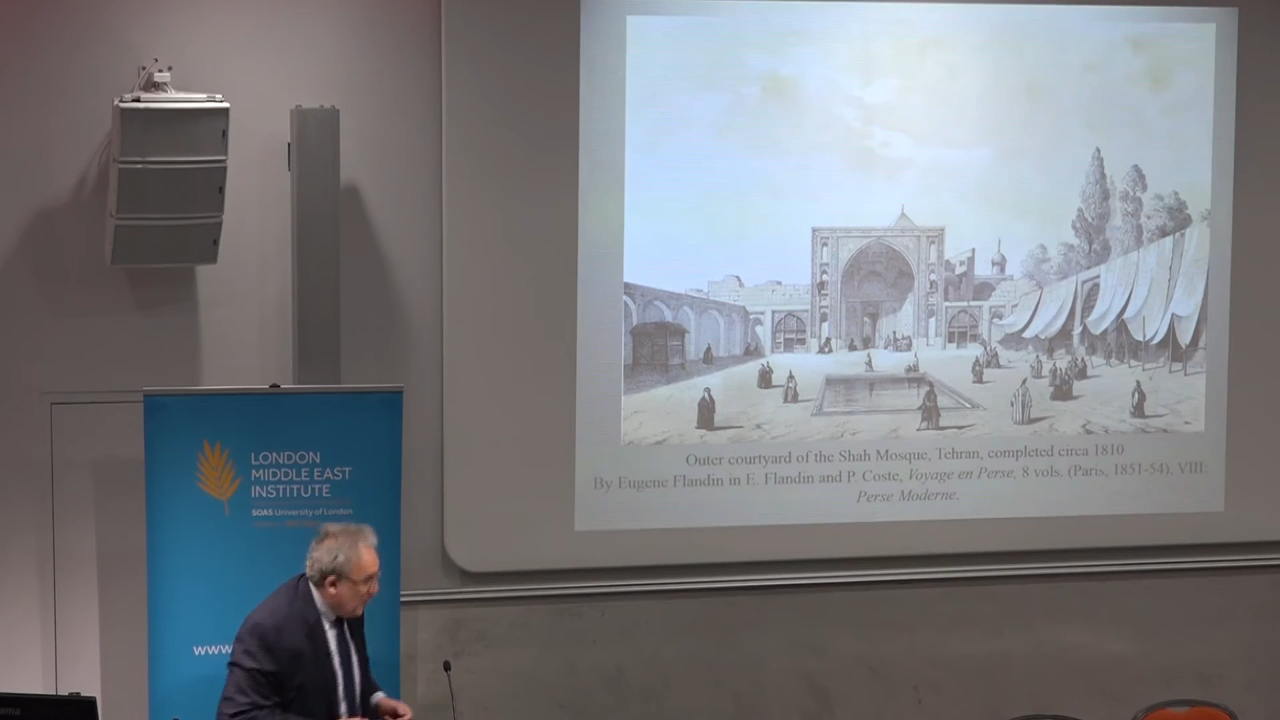 LONDON
MIDDLE EAST
INSTITUTE
SOAS University of London
www.
Outer courtyard of the Shah Mosque, Tehran, completed circa 1810
By Eugene Flandin in E. Flandin and P. Coste, Voyage en Perse, 8 vols. (Paris, 1851-54), VIII:
Perse Moderne.